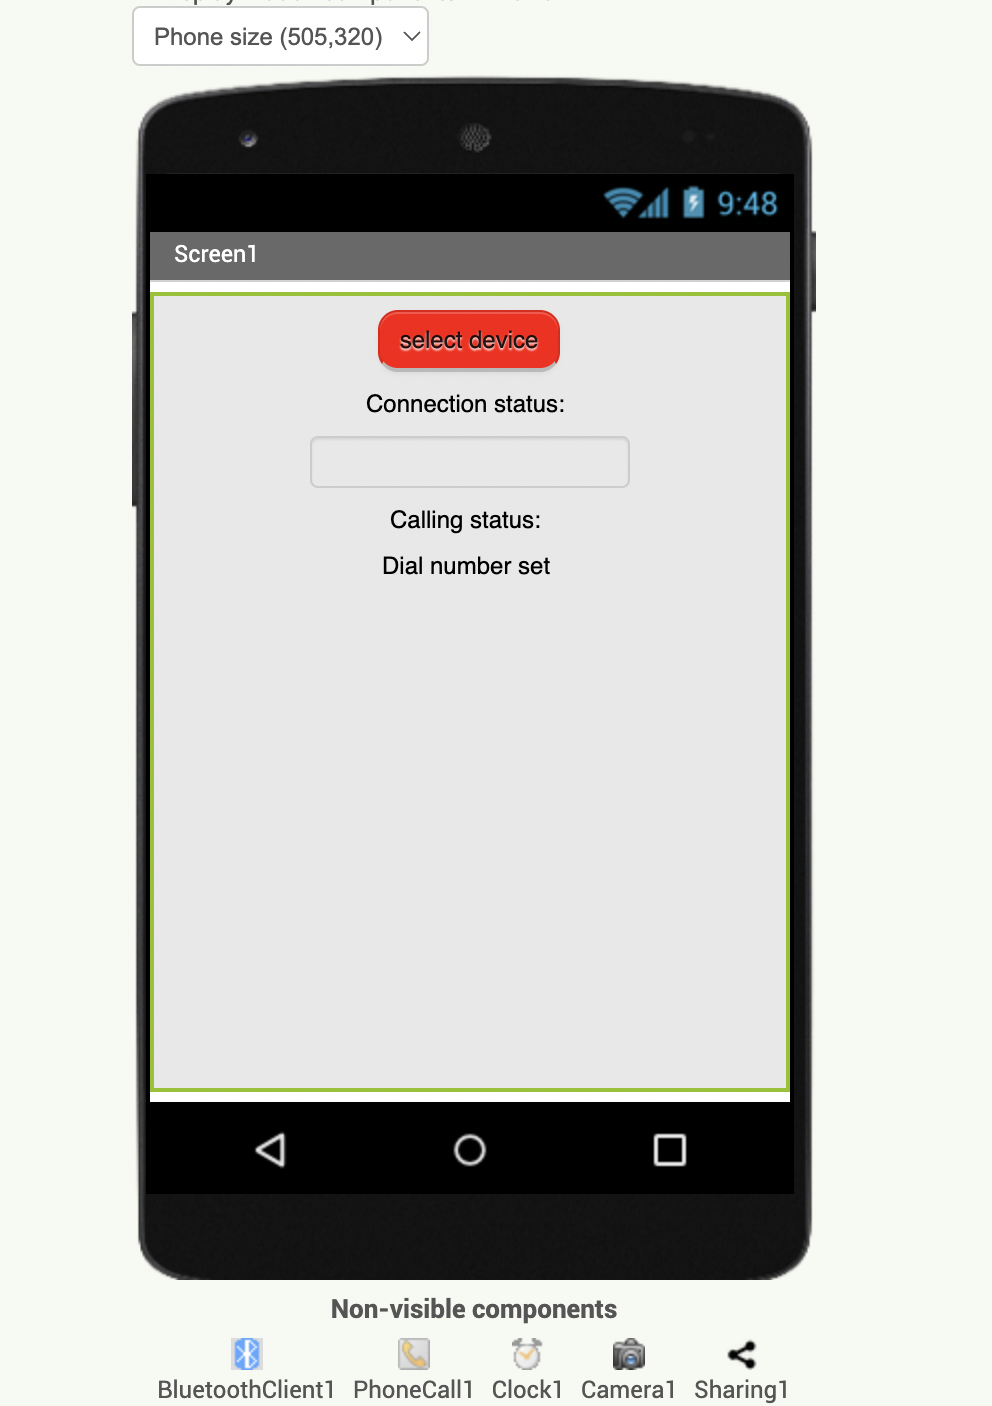 Phone size (505,320)
9:48
Screen1
select device
Connection status:
Calling status:
Dial number set
Non-visible components
BluetoothClient1 PhoneCall1 Clock1 Camera1 Sharing1